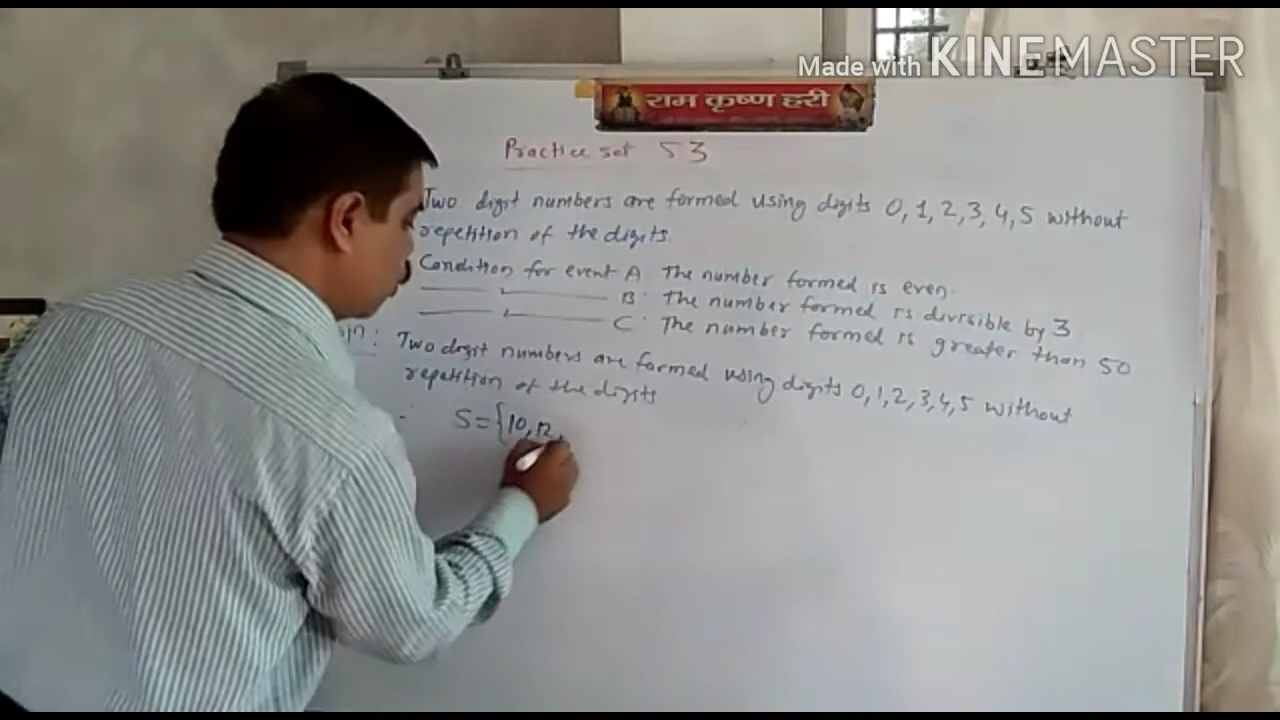 Made with KINEMASTER
राम कृष्ण हरी
Practice set 53
Two digit numbers are formed using digits 0, 1, 2, 3, 4, 5 without
repetition of the digits.
Condition for event A: The number formed is even.
B: The number formed is divisible by 3
C: The number formed is greater than 50
Two digit numbers are formed using digits 0, 1, 2, 3, 4, 5 without
repetition of the digits
S = {10, 12,